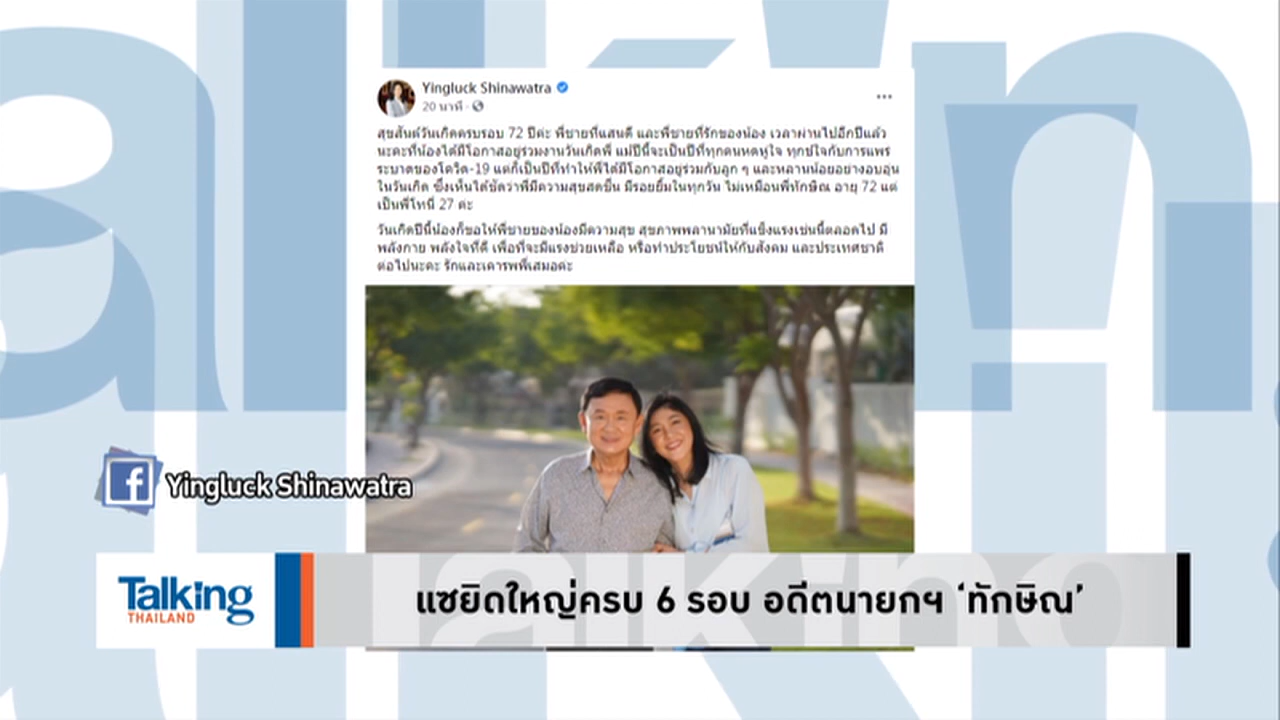 Yingluck Shinawatra
20 นาที
สุขสันต์วันเกิดครบรอบ 72 ปีค่ะ พี่ชายที่แสนดี และพี่ชายที่รักของน้อง เวลาผ่านไปอีกปีแล้ว
นะคะที่น้องได้มีโอกาสอยู่ร่วมงานวันเกิดพี่ แม้ปีนี้จะเป็นปีที่ทุกคนหดหู่ใจ ทุกข์ใจกับการแพร่
ระบาดของโควิด-19 แต่ก็เป็นปีที่ทำให้พี่ได้มีโอกาสอยู่ร่วมกับลูก ๆ และหลานน้อยอย่างอบอุ่น
ในวันเกิด ซึ่งเห็นได้ชัดว่าพี่มีความสุขสดชื่น มีรอยยิ้มในทุกวัน ไม่เหมือนพี่ทักษิณ อายุ 72 แต่
เป็นพี่โทนี่ 27 ค่ะ
วันเกิดปีนี้น้องก็ขอให้พี่ชายของน้องมีความสุข สุขภาพพลานามัยที่แข็งแรงเช่นนี้ตลอดไป มี
พลังกาย พลังใจที่ดี เพื่อที่จะมีแรงช่วยเหลือ หรือทำประโยชน์ให้กับสังคม และประเทศชาติ
ต่อไปนะคะ รักและเคารพพี่เสมอค่ะ
Yingluck Shinawatra
Talking
THAILAND
แซยิดใหญ่ครบ 6 รอบ อดีตนายกฯ ‘ทักษิณ’